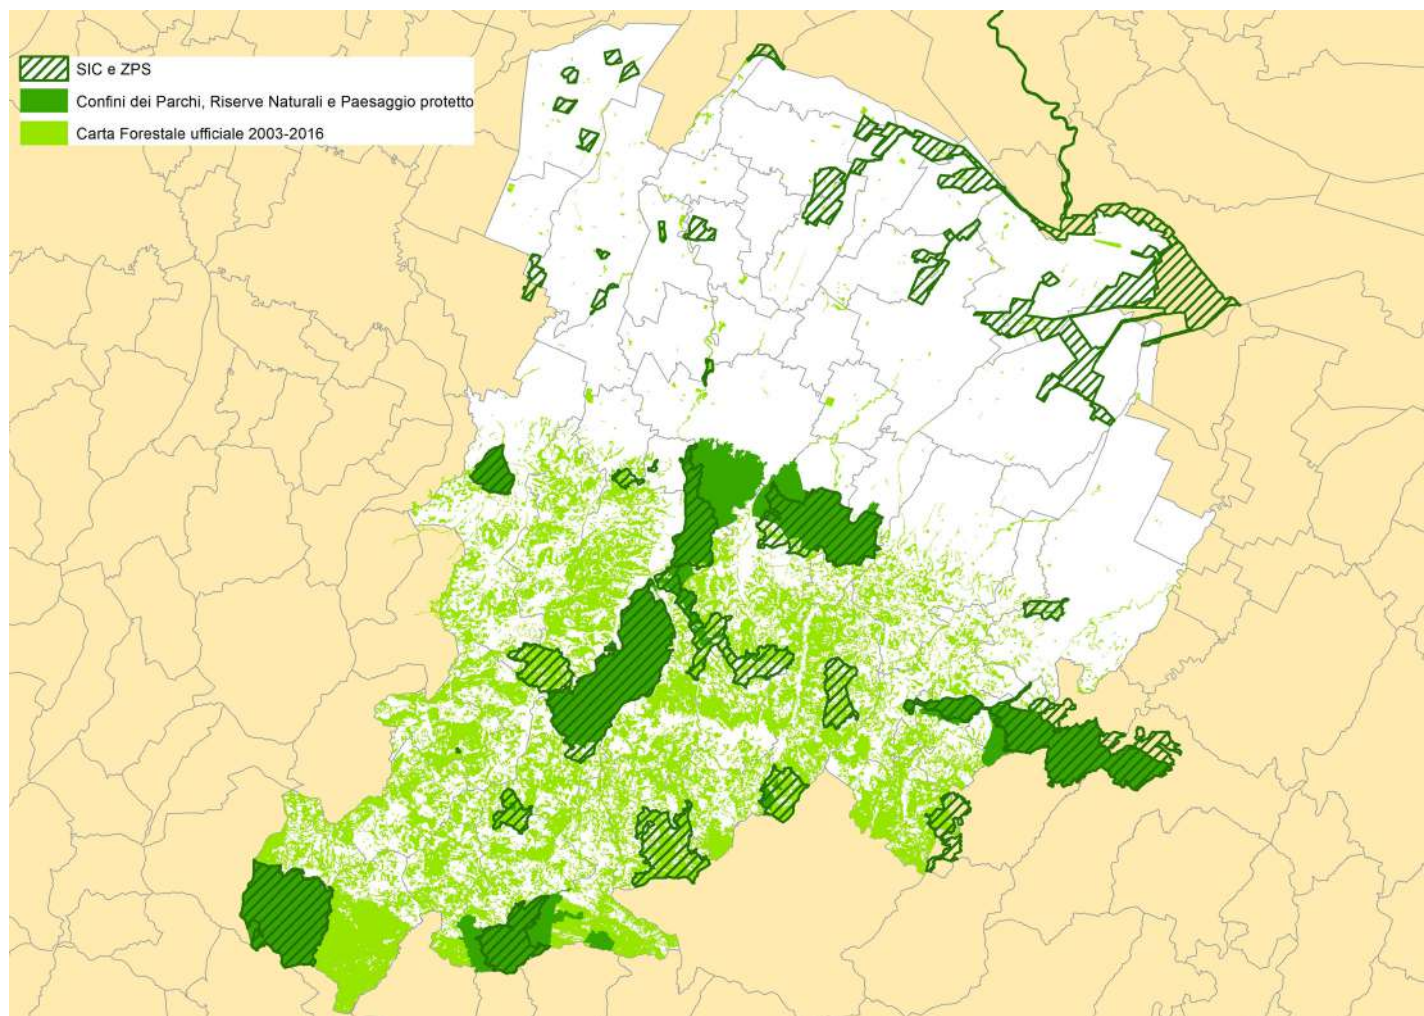 SIC e ZPS
Confini dei Parchi, Riserve Naturali e Paesaggio protetto
Carta Forestale ufficiale 2003-2016